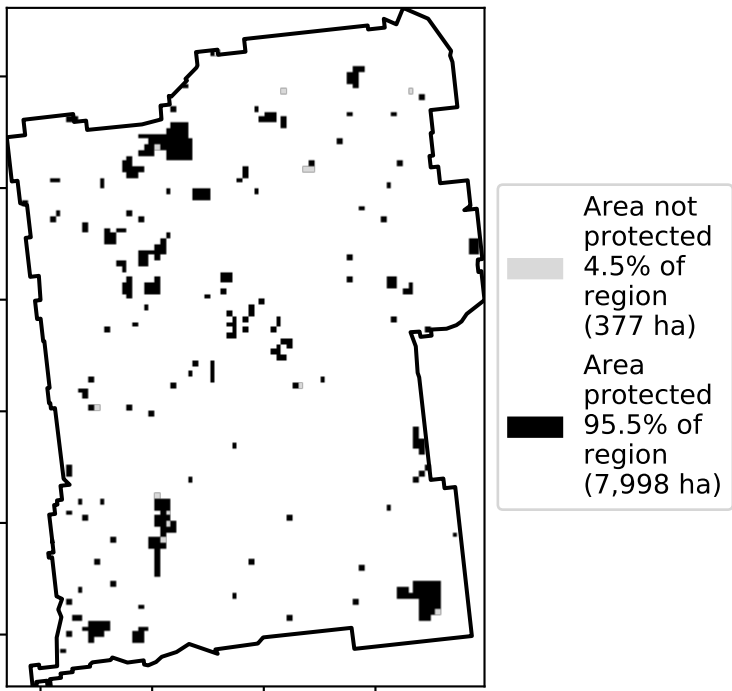 Area not
protected
4.5% of
region
(377 ha)
Area
protected
95.5% of
region
(7,998 ha)